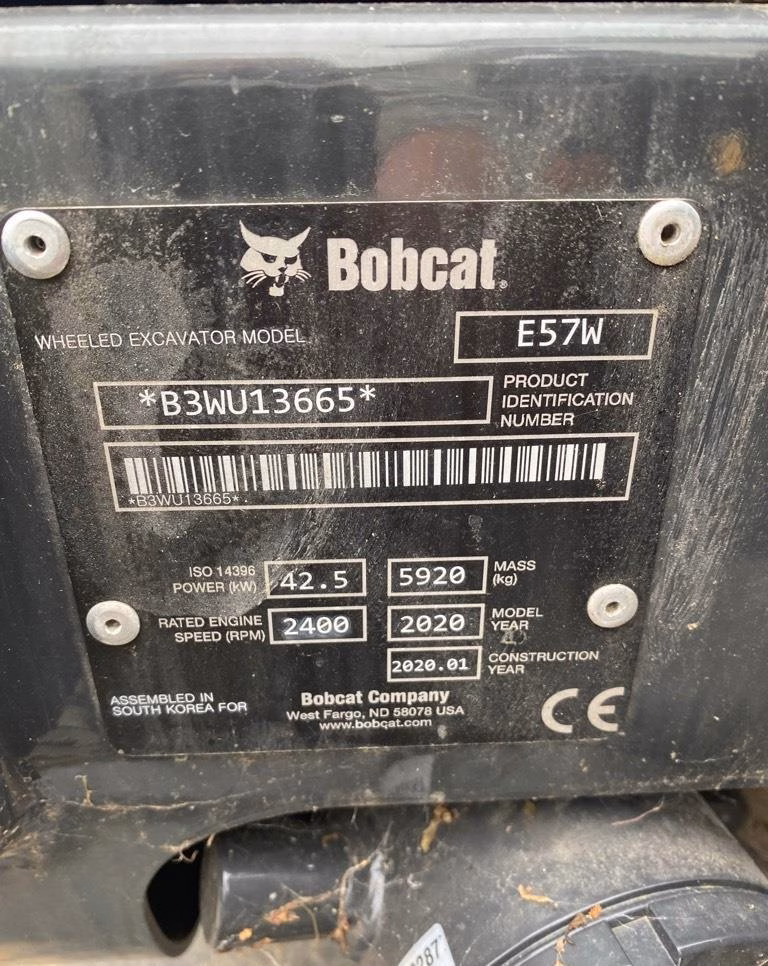 Bobcat®
WHEELED EXCAVATOR MODEL E57W
*B3WU13665* PRODUCT IDENTIFICATION NUMBER
*B3WU13665*
ISO 14396 POWER (kW) 42.5 5920 MASS (kg)
RATED ENGINE SPEED (RPM) 2400 2020 MODEL YEAR
2020.01 CONSTRUCTION YEAR
ASSEMBLED IN SOUTH KOREA FOR
Bobcat Company
West Fargo, ND 58078 USA
www.bobcat.com
CE